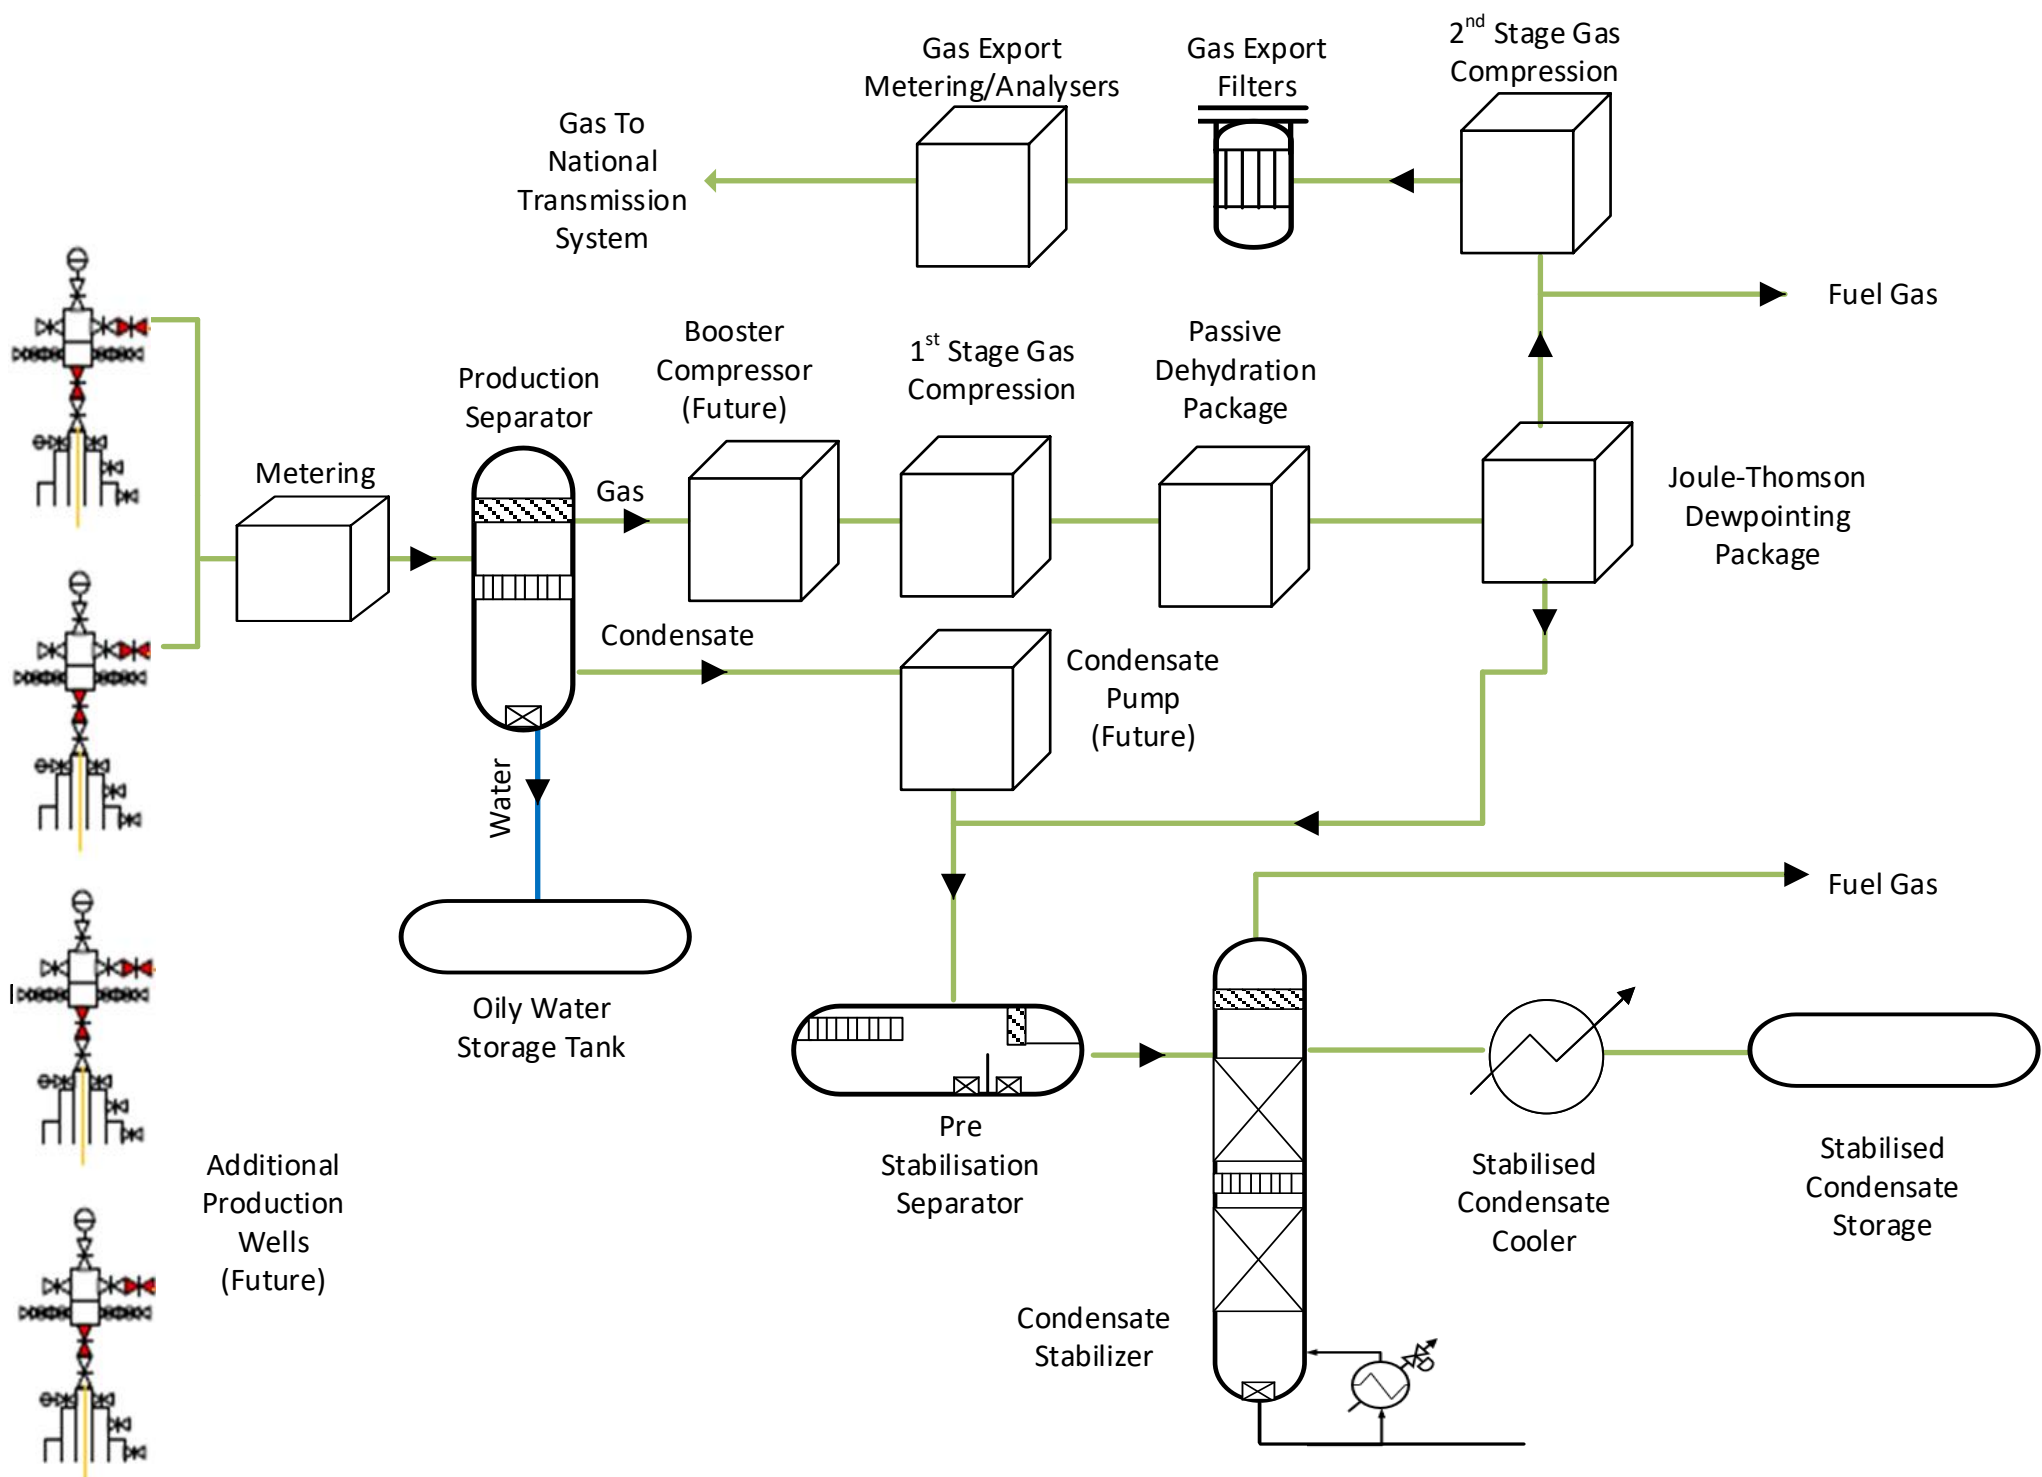 2nd Stage Gas
Compression
Gas Export
Metering/Analysers
Gas Export
Filters
Gas To
National
Transmission
System
Fuel Gas
Booster
Compressor
(Future)
1st Stage Gas
Compression
Passive
Dehydration
Package
Production
Separator
Metering
Gas
Joule-Thomson
Dewpointing
Package
Condensate
Condensate
Pump
(Future)
Water
Fuel Gas
Oily Water
Storage Tank
Pre
Stabilisation
Separator
Stabilised
Condensate
Cooler
Stabilised
Condensate
Storage
Additional
Production
Wells
(Future)
Condensate
Stabilizer